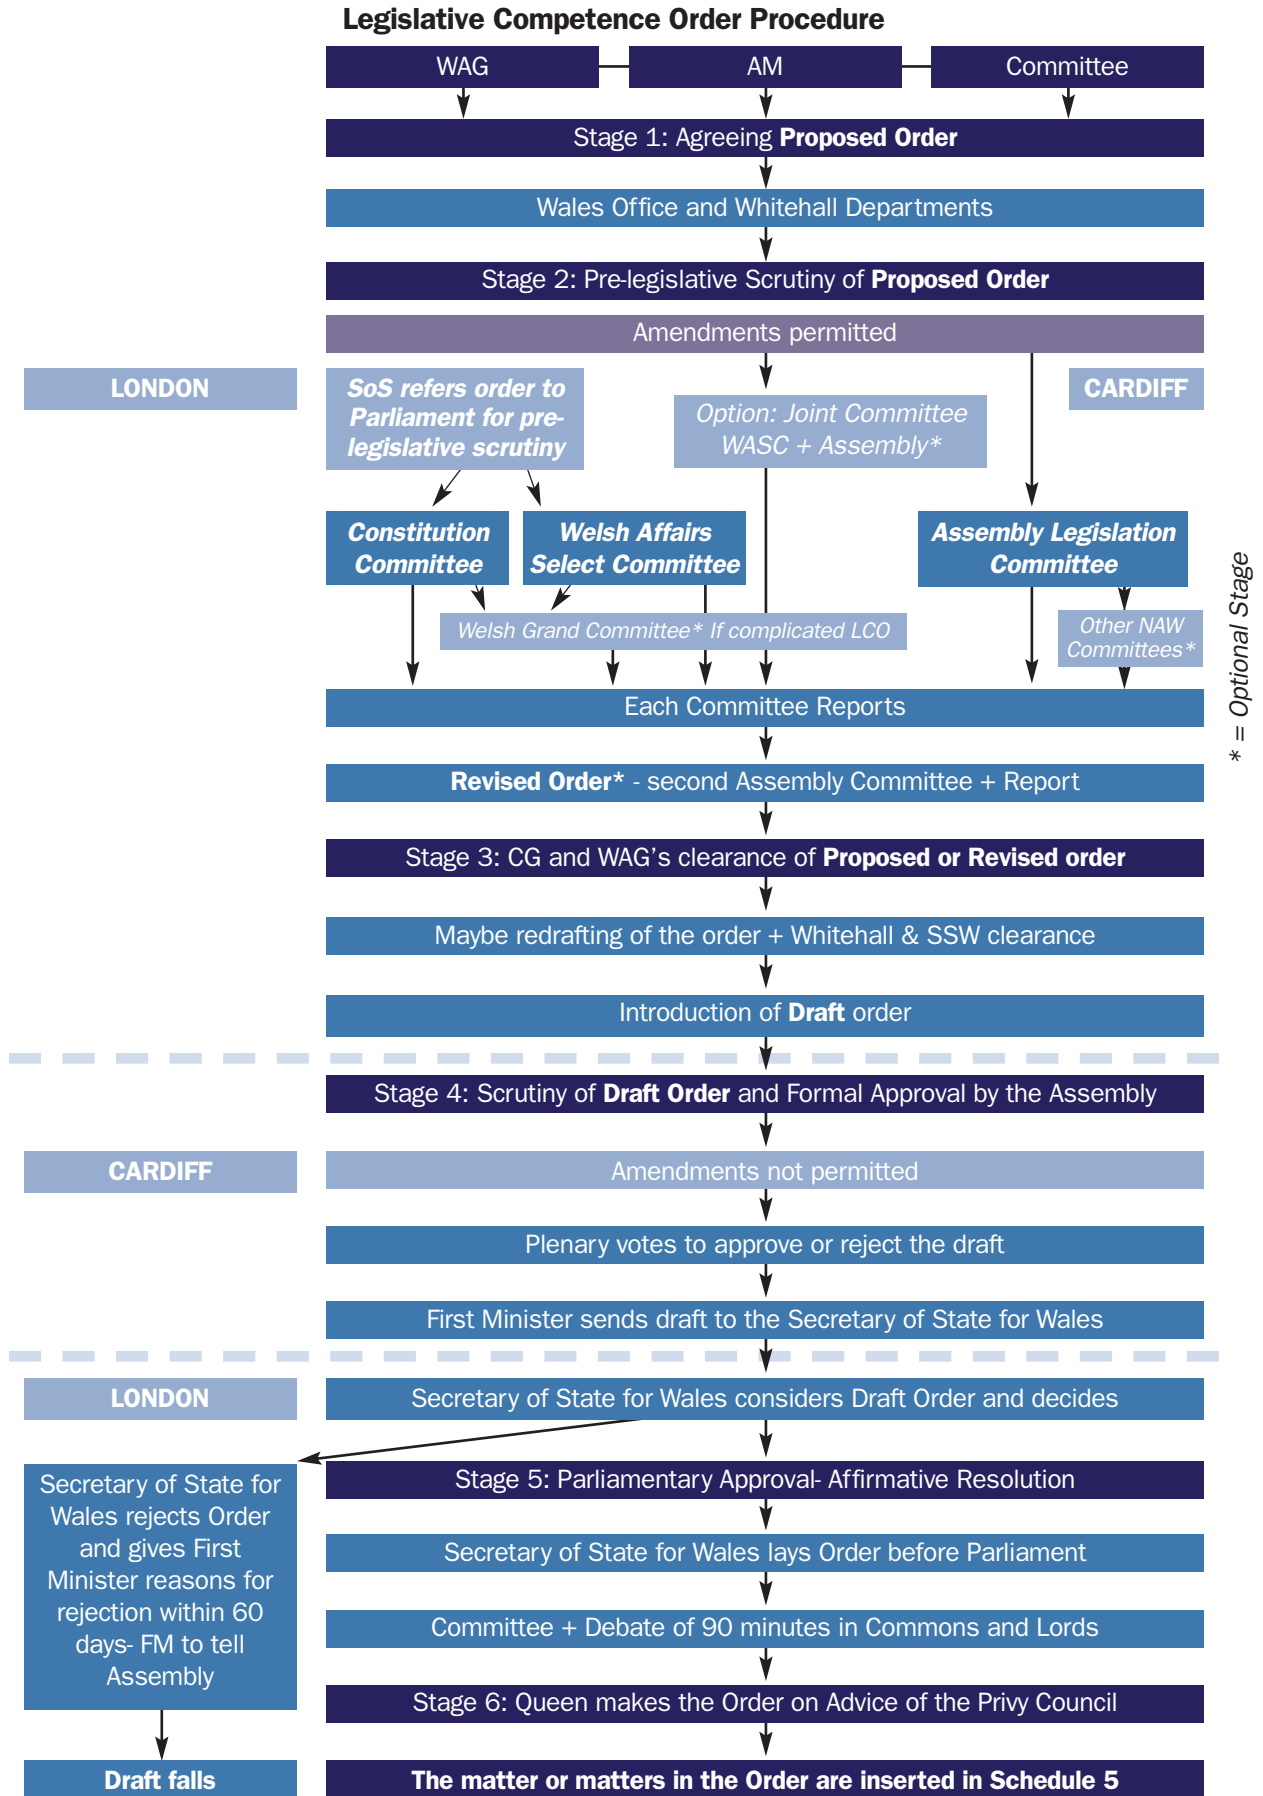 Legislative Competence Order Procedure
WAG
AM
Committee
Stage 1: Agreeing Proposed Order
Wales Office and Whitehall Departments
Stage 2: Pre-legislative Scrutiny of Proposed Order
Amendments permitted
LONDON
SoS refers order to
Parliament for pre-
legislative scrutiny
Option: Joint Committee
WASC + Assembly*
CARDIFF
Constitution
Committee
Welsh Affairs
Select Committee
Assembly Legislation
Committee
Welsh Grand Committee* If complicated LCO
Other NAW
Committees*
* = Optional Stage
Each Committee Reports
Revised Order* - second Assembly Committee + Report
Stage 3: CG and WAG's clearance of Proposed or Revised order
Maybe redrafting of the order + Whitehall & SSW clearance
Introduction of Draft order
Stage 4: Scrutiny of Draft Order and Formal Approval by the Assembly
CARDIFF
Amendments not permitted
Plenary votes to approve or reject the draft
First Minister sends draft to the Secretary of State for Wales
LONDON
Secretary of State for Wales considers Draft Order and decides
Secretary of State for
Wales rejects Order
and gives First
Minister reasons for
rejection within 60
days- FM to tell
Assembly
Draft falls
Stage 5: Parliamentary Approval- Affirmative Resolution
Secretary of State for Wales lays Order before Parliament
Committee + Debate of 90 minutes in Commons and Lords
Stage 6: Queen makes the Order on Advice of the Privy Council
The matter or matters in the Order are inserted in Schedule 5